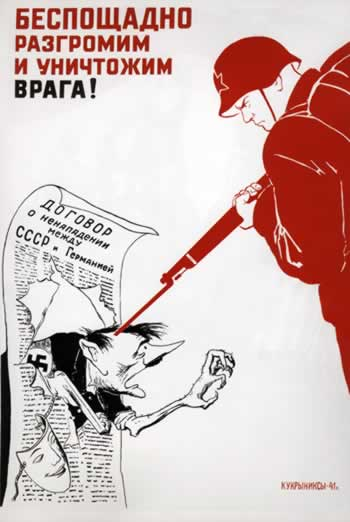 БЕСПОЩАДНО
РАЗГРОМИМ
И УНИЧТОЖИМ
ВРАГА!
ДОГОВОР
о ненападении
между
СССР и Германией
КУКРЫНИКСЫ-41г.